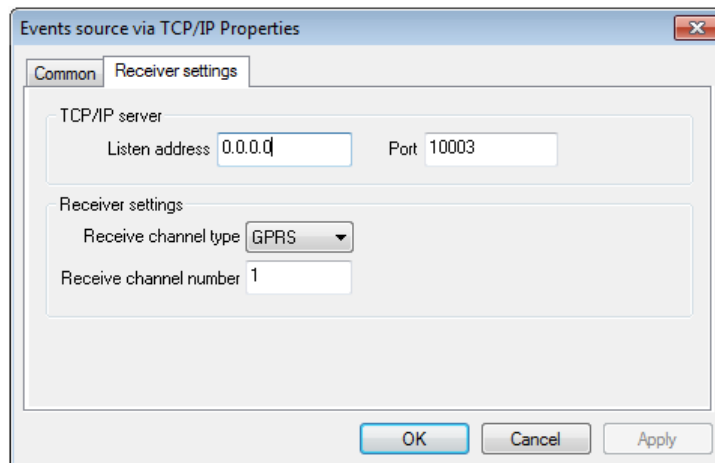 Events source via TCP/IP Properties
Common Receiver settings
TCP/IP server
Listen address 0.0.0.0 Port 10003
Receiver settings
Receive channel type GPRS
Receive channel number 1
OK Cancel Apply